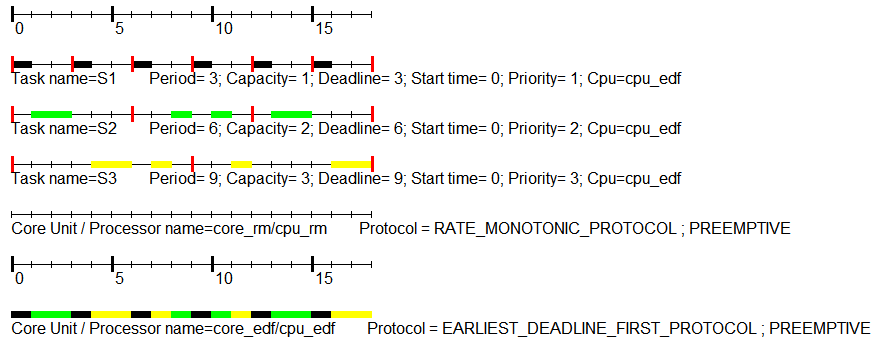 0 5 10 15
Task name=S1 Period= 3; Capacity= 1; Deadline= 3; Start time= 0; Priority= 1; Cpu=cpu_edf
Task name=S2 Period= 6; Capacity= 2; Deadline= 6; Start time= 0; Priority= 2; Cpu=cpu_edf
Task name=S3 Period= 9; Capacity= 3; Deadline= 9; Start time= 0; Priority= 3; Cpu=cpu_edf
Core Unit / Processor name=core_rm/cpu_rm Protocol = RATE_MONOTONIC_PROTOCOL ; PREEMPTIVE
0 5 10 15
Core Unit / Processor name=core_edf/cpu_edf Protocol = EARLIEST_DEADLINE_FIRST_PROTOCOL ; PREEMPTIVE